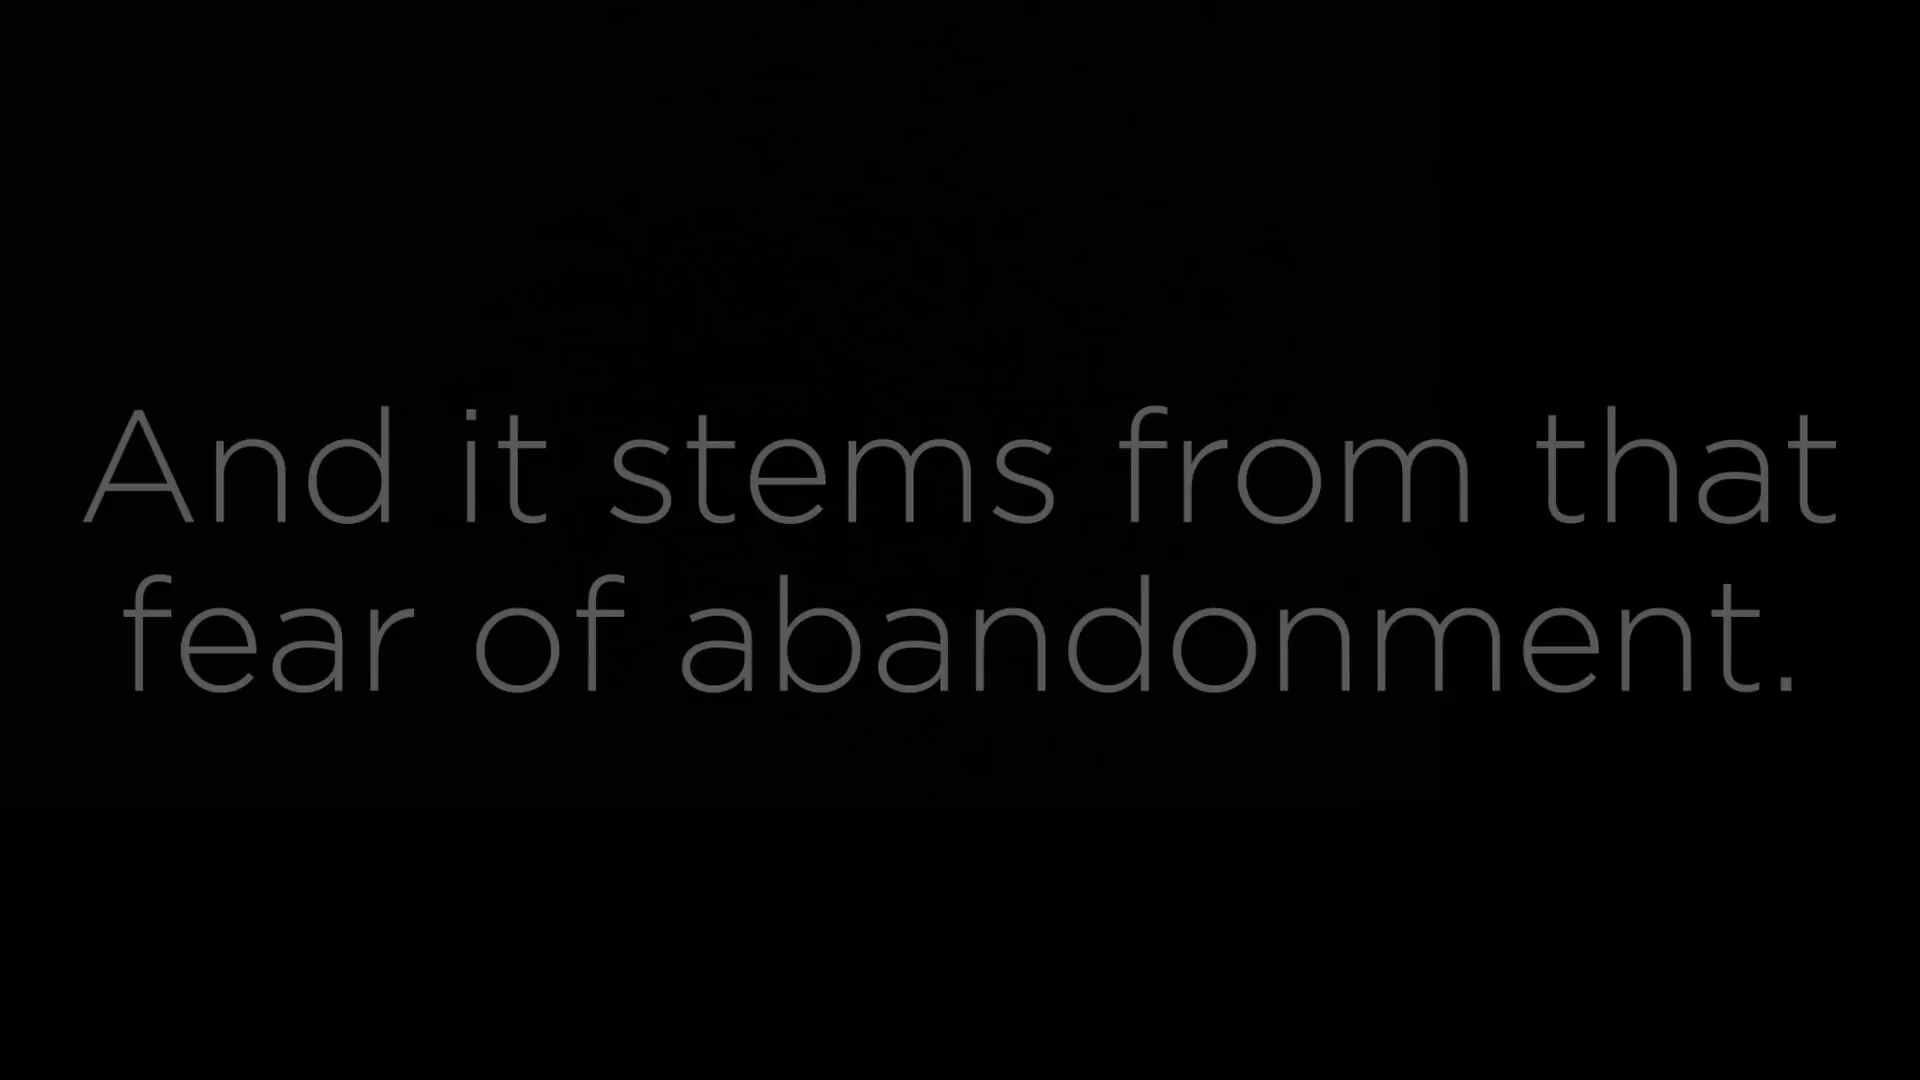 And it stems from that
fear of abandonment.